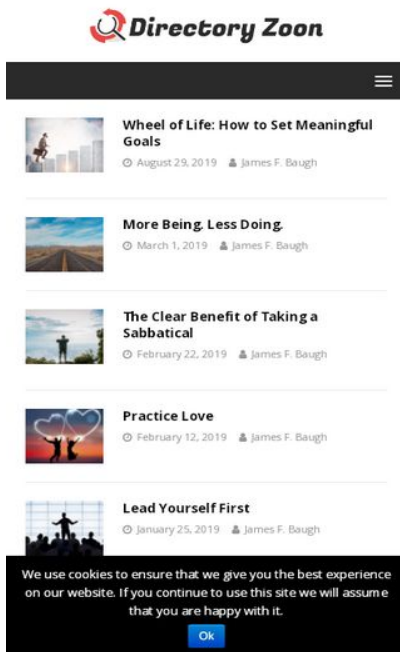 Directory Zoon
Wheel of Life: How to Set Meaningful
Goals
August 29, 2019 James F. Baugh
More Being. Less Doing.
March 1, 2019 James F. Baugh
The Clear Benefit of Taking a
Sabbatical
February 22, 2019 James F. Baugh
Practice Love
February 12, 2019 James F. Baugh
Lead Yourself First
January 25, 2019 James F. Baugh
We use cookies to ensure that we give you the best experience
on our website. If you continue to use this site we will assume
that you are happy with it.
Ok